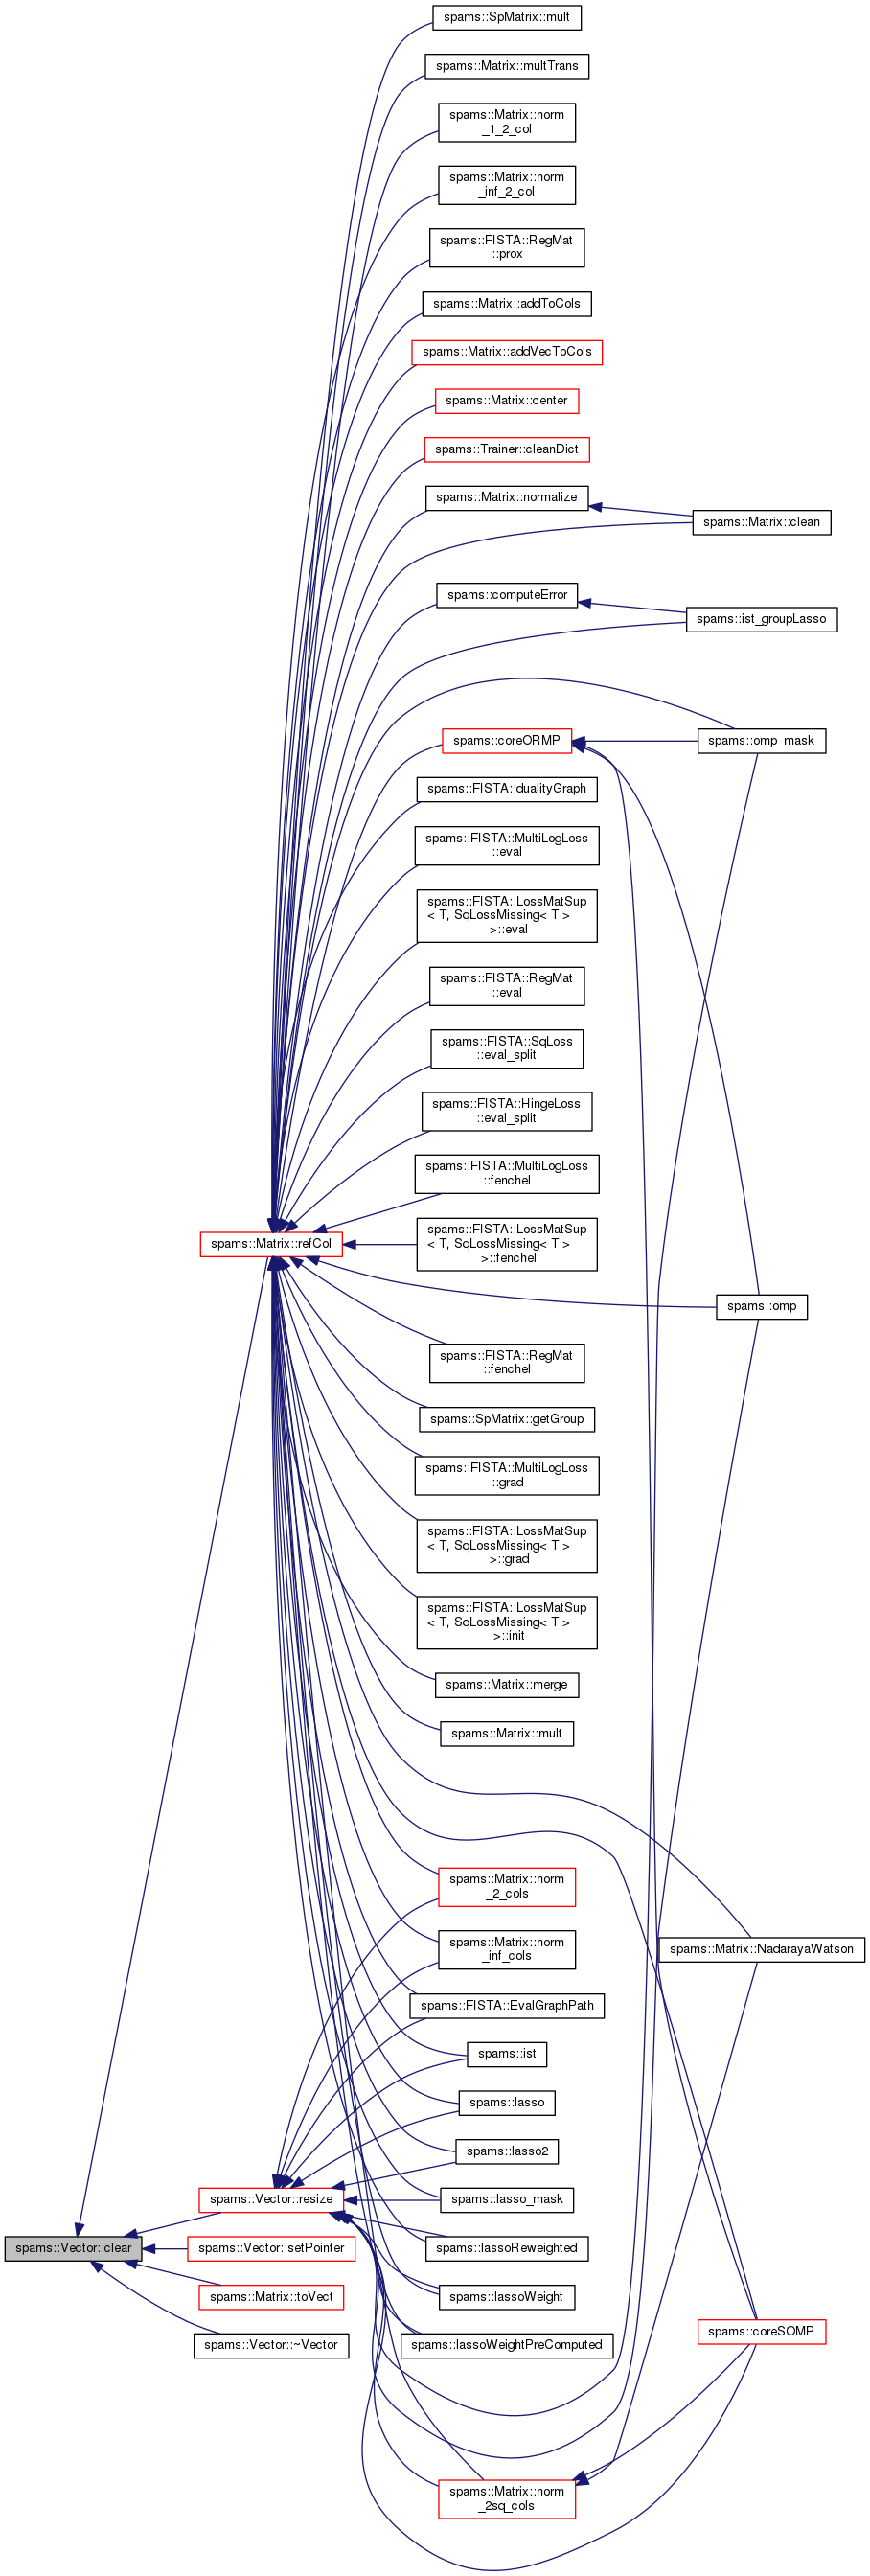 spams::SpMatrix::mult
spams::Matrix::multTrans
spams::Matrix::norm
_1_2_col
spams::Matrix::norm
_inf_2_col
spams::FISTA::RegMat
::prox
spams::Matrix::addToCols
spams::Matrix::addVecToCols
spams::Matrix::center
spams::Trainer::cleanDict
spams::Matrix::normalize
spams::Matrix::clean
spams::computeError
spams::ist_groupLasso
spams::coreORMP
spams::omp_mask
spams::FISTA::dualityGraph
spams::FISTA::MultiLogLoss
::eval
spams::FISTA::LossMatSup
< T, SqLossMissing< T >
>::eval
spams::FISTA::RegMat
::eval
spams::FISTA::SqLoss
::eval_split
spams::FISTA::HingeLoss
::eval_split
spams::FISTA::MultiLogLoss
::fenchel
spams::Matrix::refCol
spams::FISTA::LossMatSup
< T, SqLossMissing< T >
>::fenchel
spams::omp
spams::FISTA::RegMat
::fenchel
spams::SpMatrix::getGroup
spams::FISTA::MultiLogLoss
::grad
spams::FISTA::LossMatSup
< T, SqLossMissing< T >
>::grad
spams::FISTA::LossMatSup
< T, SqLossMissing< T >
>::init
spams::Matrix::merge
spams::Matrix::mult
spams::Matrix::norm
_2_cols
spams::Matrix::norm
_inf_cols
spams::Matrix::NadarayaWatson
spams::FISTA::EvalGraphPath
spams::ist
spams::lasso
spams::lasso2
spams::Vector::resize
spams::lasso_mask
spams::Vector::clear
spams::Vector::setPointer
spams::lassoReweighted
spams::Matrix::toVect
spams::lassoWeight
spams::coreSOMP
spams::Vector::~Vector
spams::lassoWeightPreComputed
spams::Matrix::norm
_2sq_cols